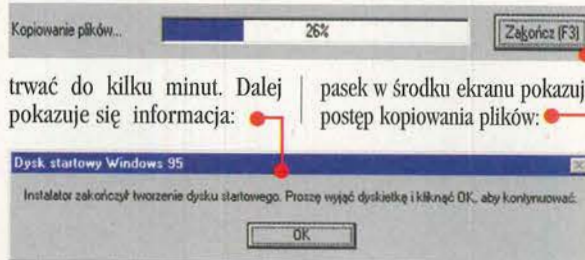 Kopiowanie plików... 26% Zakończ (F3)
trwać do kilku minut. Dalej
pokazuje się informacja:
pasek w środku ekranu pokazuj
postęp kopiowania plików:
Dysk startowy Windows 95
Instalator zakończył tworzenie dysku startowego. Proszę wyjąć dyskietkę i kliknąć OK, aby kontynuować.
OK